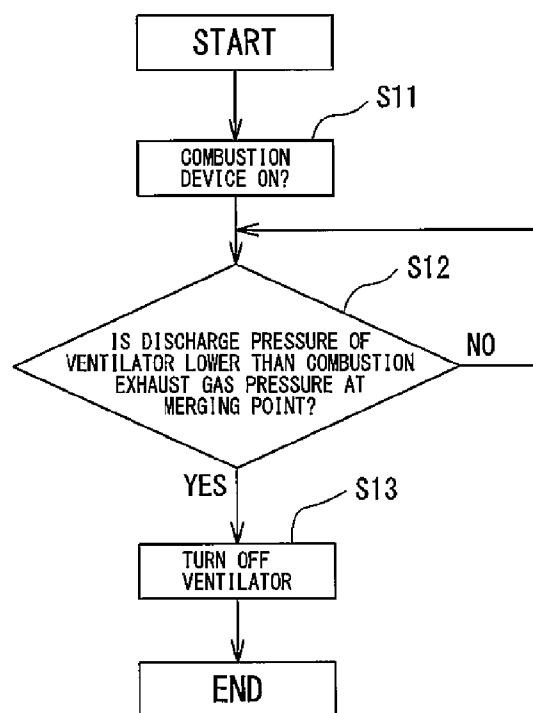 START
S11
COMBUSTION
DEVICE ON?
S12
IS DISCHARGE PRESSURE OF
VENTILATOR LOWER THAN COMBUSTION
EXHAUST GAS PRESSURE AT
MERGING POINT?
NO
YES
S13
TURN OFF
VENTILATOR
END